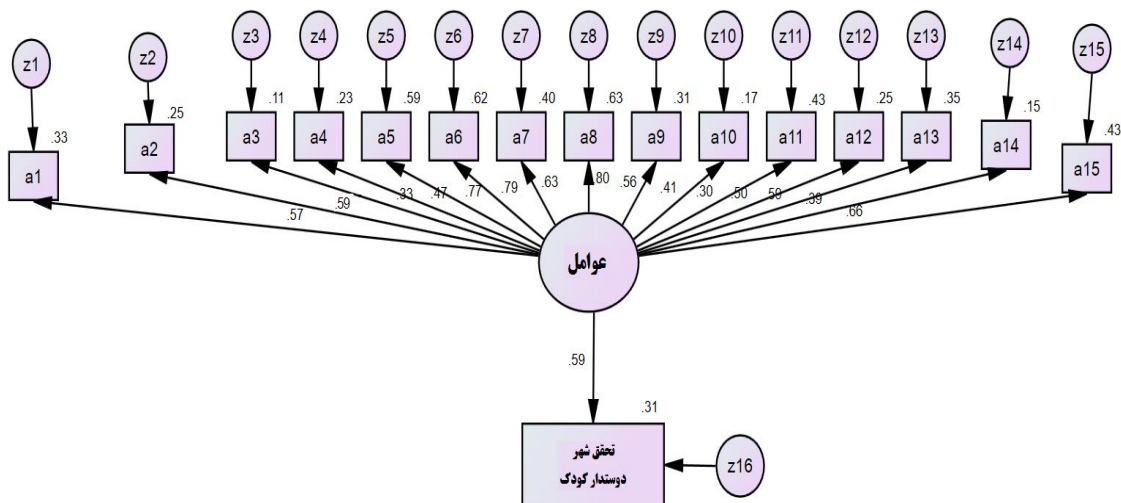 z1 z2 z3 z4 z5 z6 z7 z8 z9 z10 z11 z12 z13 z14 z15
.33 .25 .11 .23 .59 .62 .40 .63 .31 .17 .43 .25 .35 .15 .43
a1 a2 a3 a4 a5 a6 a7 a8 a9 a10 a11 a12 a13 a14 a15
.57 .59 .33 .47 .77 .79 .63 .80 .56 .41 .30 .50 .59 .39 .66
عوامل
.59
.31
تحقق شهر
دوستدار کودک
z16